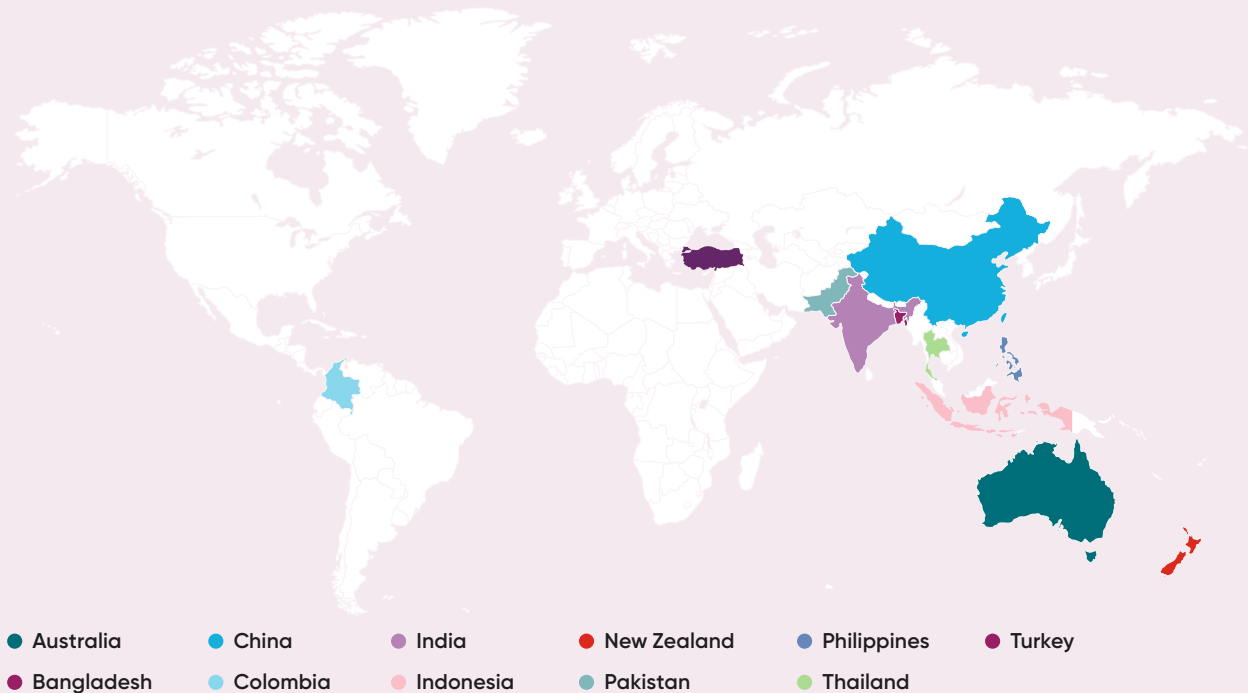 Australia China India New Zealand Philippines Turkey
Bangladesh Colombia Indonesia Pakistan Thailand